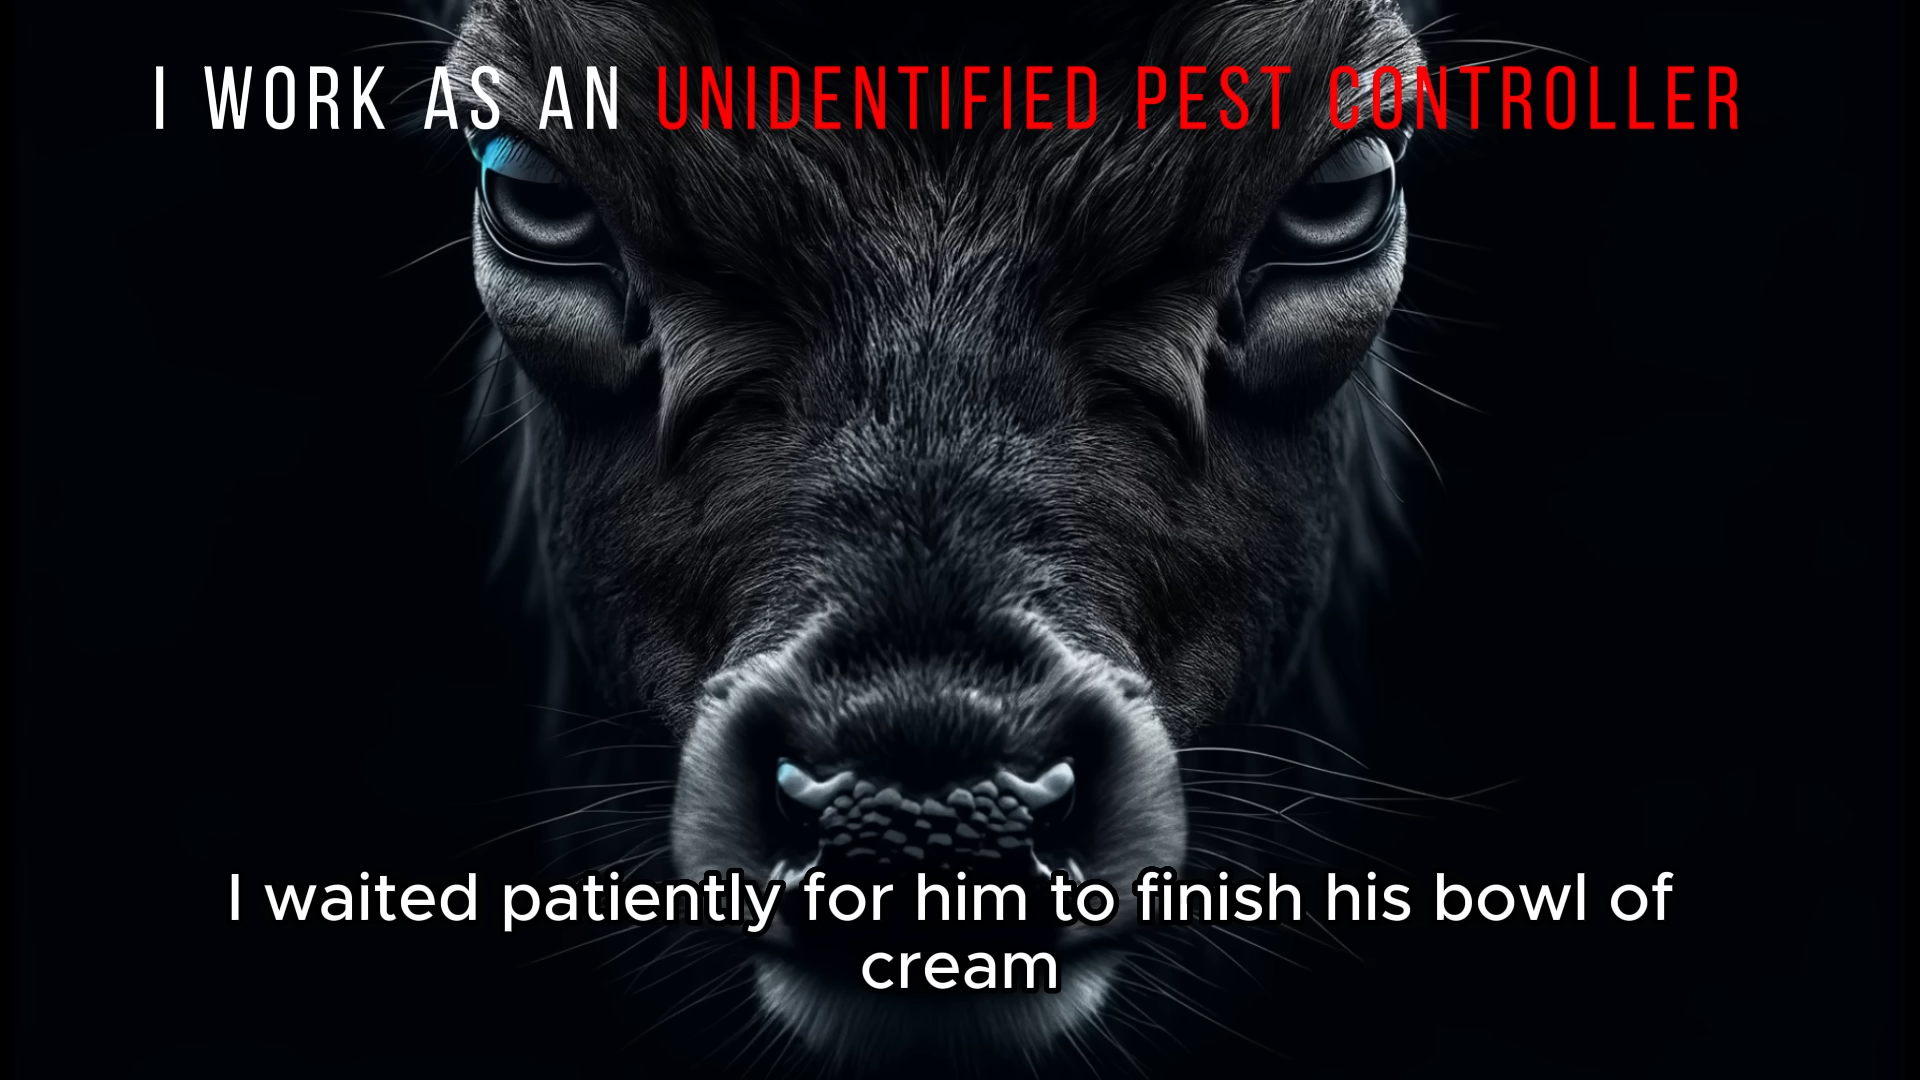 I WORK AS AN UNIDENTIFIED PEST CONTROLLER
I waited patiently for him to finish his bowl of
cream